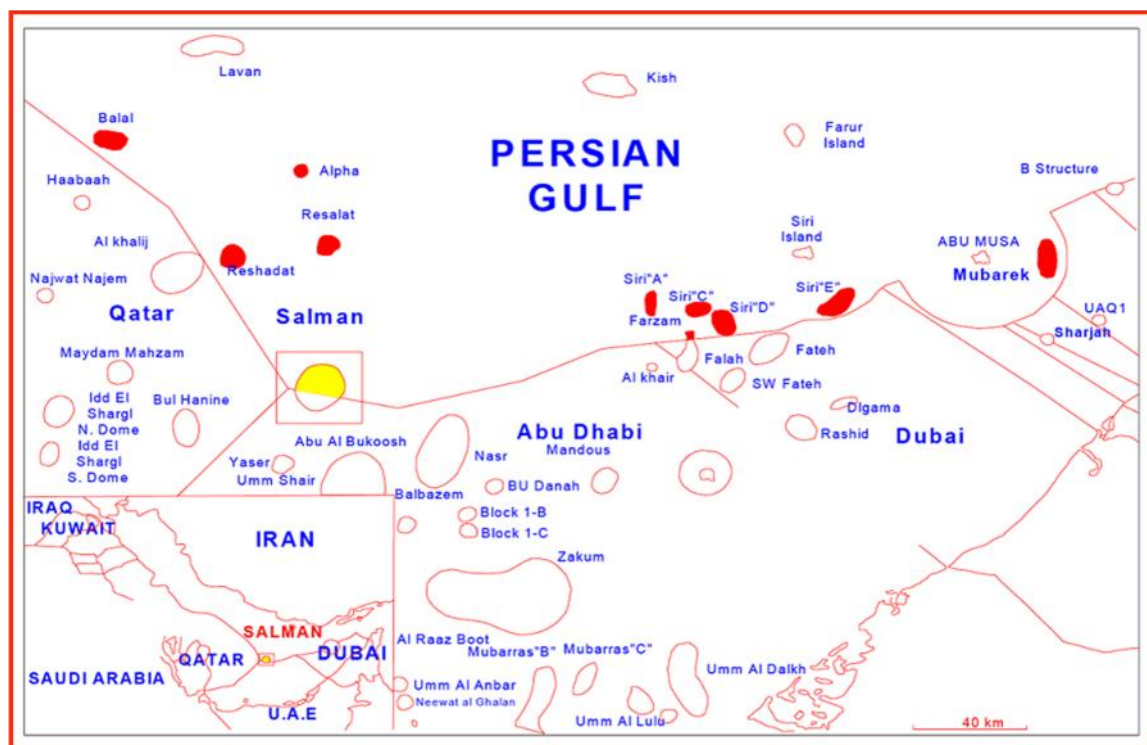 Lavan
Kish
Balal
Farur
Island
PERSIAN
GULF
Alpha
B Structure
Haabaah
Resalat
Siri
Island
Al khalij
ABU MUSA
Mubarek
Reshadat
Najwat Najem
Siri"A"
Siri"C"
Siri"D"
Siri"E"
Qatar
Salman
Farzam
UAQ1
Sharjah
Maydam Mahzam
Falah
Fateh
Al khair
SW Fateh
Idd El
Shargl
N. Dome
Bul Hanine
Dlgama
Rashid
Dubai
Abu Dhabi
Mandous
Idd El
Shargl
S. Dome
Abu Al Bukoosh
Nasr
Yaser
Umm Shair
BU Danah
Balbazem
Block 1-B
Block 1-C
IRAQ
KUWAIT
IRAN
Zakum
SALMAN
QATAR
DUBAI
SAUDI ARABIA
U.A.E
Al Raaz Boot
Mubarras"B"
Mubarras"C"
Umm Al Dalkh
Umm Al Anbar
Neewat al Ghalan
Umm Al Lulu
40 km